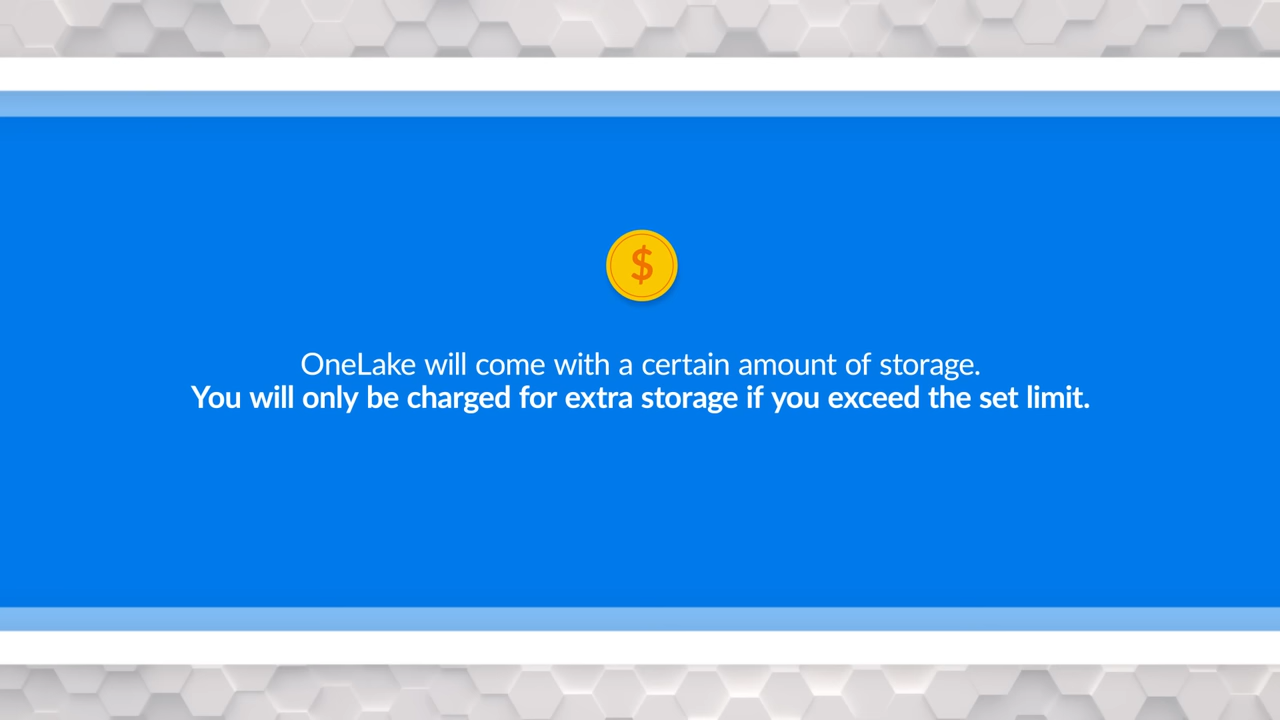 $
OneLake will come with a certain amount of storage.
You will only be charged for extra storage if you exceed the set limit.